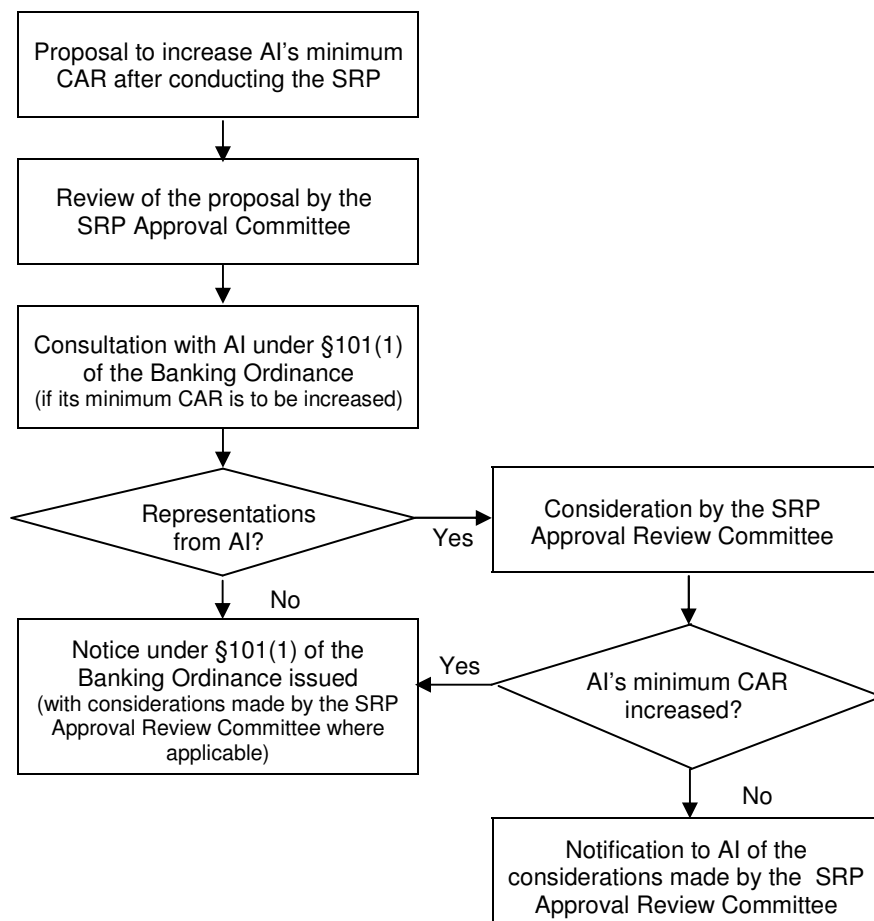 Proposal to increase AI's minimum
CAR after conducting the SRP
Review of the proposal by the
SRP Approval Committee
Consultation with AI under §101(1)
of the Banking Ordinance
(if its minimum CAR is to be increased)
Representations
from AI?
Yes
Consideration by the SRP
Approval Review Committee
No
Notice under §101(1) of the
Banking Ordinance issued
(with considerations made by the SRP
Approval Review Committee where
applicable)
Yes
AI's minimum CAR
increased?
No
Notification to AI of the
considerations made by the  SRP
Approval Review Committee